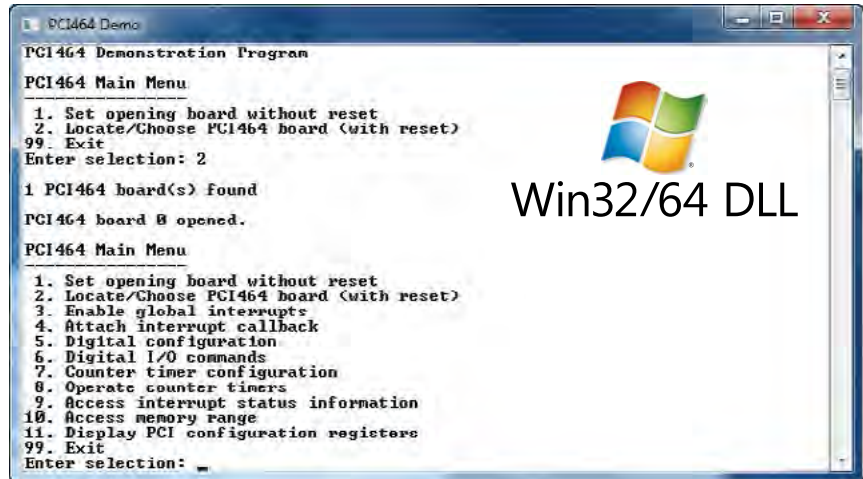 PCI464 Demo
PCI464 Demonstration Program
PCI464 Main Menu
----------------
1. Set opening board without reset
2. Locate/Choose PCI464 board (with reset)
99. Exit
Enter selection: 2
1 PCI464 board(s) found
PCI464 board 0 opened.
PCI464 Main Menu
----------------
1. Set opening board without reset
2. Locate/Choose PCI464 board (with reset)
3. Enable global interrupts
4. Attach interrupt callback
5. Digital configuration
6. Digital I/O commands
7. Counter timer configuration
8. Operate counter timers
9. Access interrupt status information
10. Access memory range
11. Display PCI configuration registers
99. Exit
Enter selection: _
Win32/64 DLL